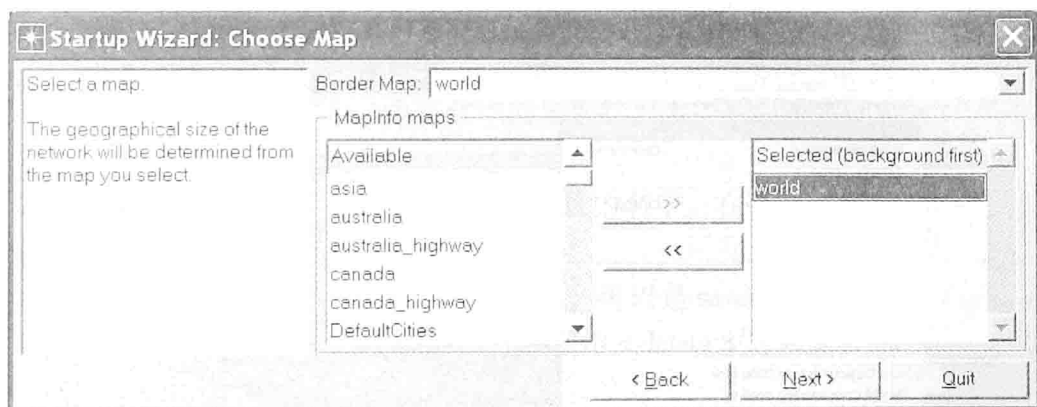 Startup Wizard: Choose Map
Select a map.
The geographical size of the
network will be determined from
the map you select.
Border Map: world
MapInfo maps
Available
asia
australia
australia_highway
canada
canada_highway
DefaultCities
>>
<<
Selected (background first)
world
< Back
Next >
Quit